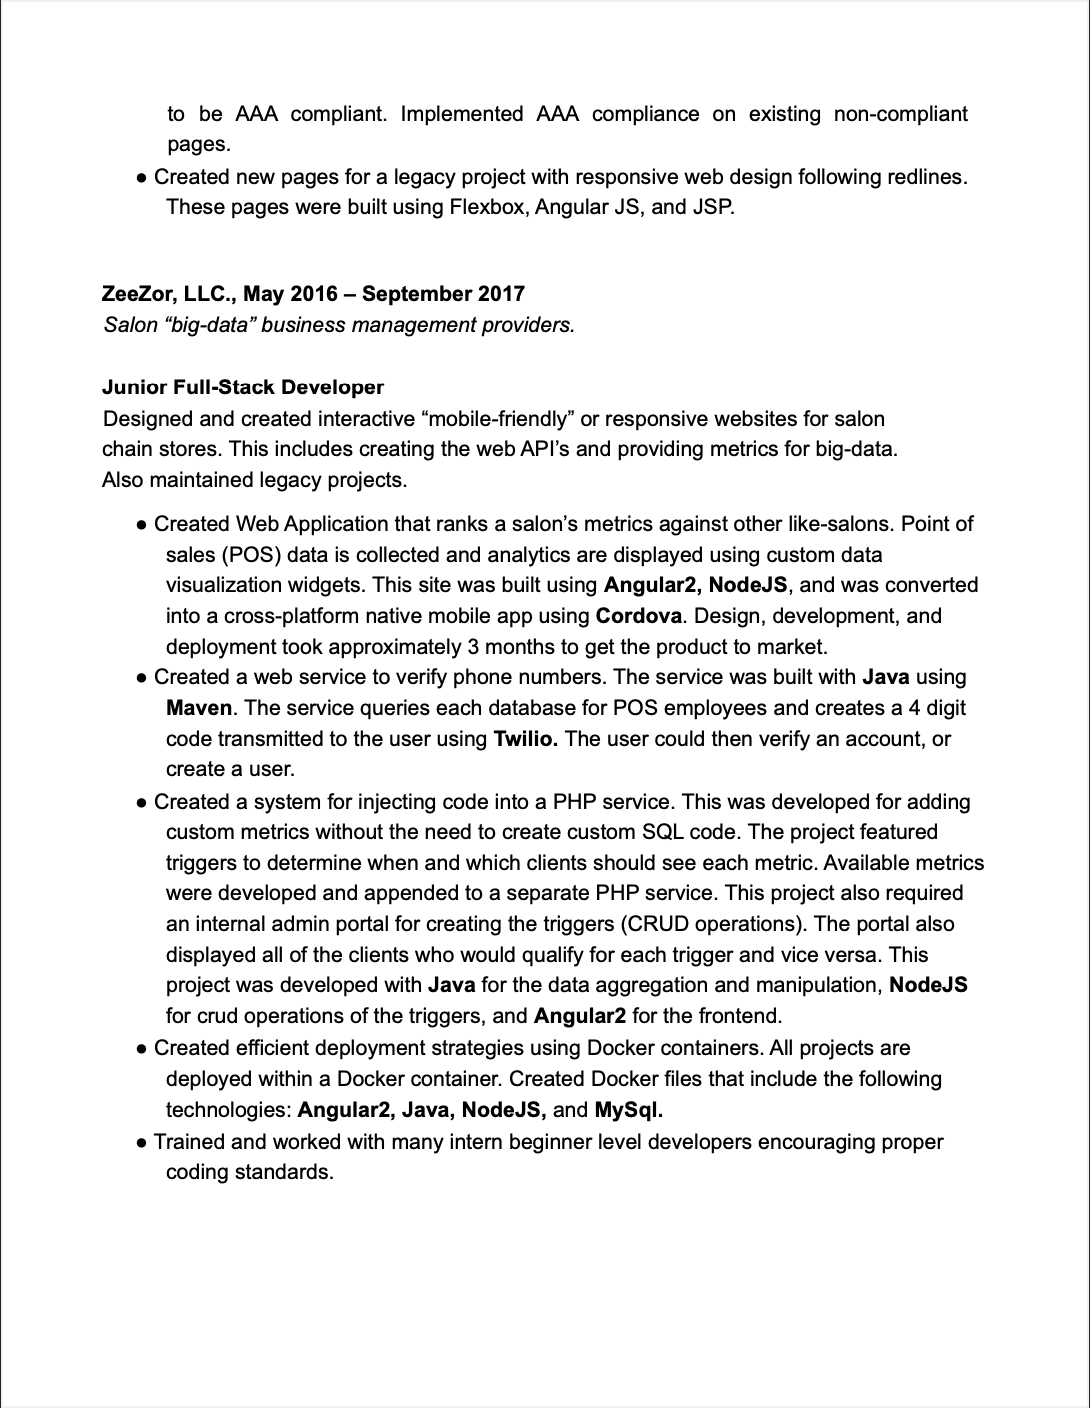 to be AAA compliant. Implemented AAA compliance on existing non-compliant
pages.
● Created new pages for a legacy project with responsive web design following redlines.
These pages were built using Flexbox, Angular JS, and JSP.
ZeeZor, LLC., May 2016 – September 2017
Salon “big-data” business management providers.
Junior Full-Stack Developer
Designed and created interactive “mobile-friendly” or responsive websites for salon
chain stores. This includes creating the web API’s and providing metrics for big-data.
Also maintained legacy projects.
● Created Web Application that ranks a salon’s metrics against other like-salons. Point of
sales (POS) data is collected and analytics are displayed using custom data
visualization widgets. This site was built using Angular2, NodeJS, and was converted
into a cross-platform native mobile app using Cordova. Design, development, and
deployment took approximately 3 months to get the product to market.
● Created a web service to verify phone numbers. The service was built with Java using
Maven. The service queries each database for POS employees and creates a 4 digit
code transmitted to the user using Twilio. The user could then verify an account, or
create a user.
● Created a system for injecting code into a PHP service. This was developed for adding
custom metrics without the need to create custom SQL code. The project featured
triggers to determine when and which clients should see each metric. Available metrics
were developed and appended to a separate PHP service. This project also required
an internal admin portal for creating the triggers (CRUD operations). The portal also
displayed all of the clients who would qualify for each trigger and vice versa. This
project was developed with Java for the data aggregation and manipulation, NodeJS
for crud operations of the triggers, and Angular2 for the frontend.
● Created efficient deployment strategies using Docker containers. All projects are
deployed within a Docker container. Created Docker files that include the following
technologies: Angular2, Java, NodeJS, and MySql.
● Trained and worked with many intern beginner level developers encouraging proper
coding standards.